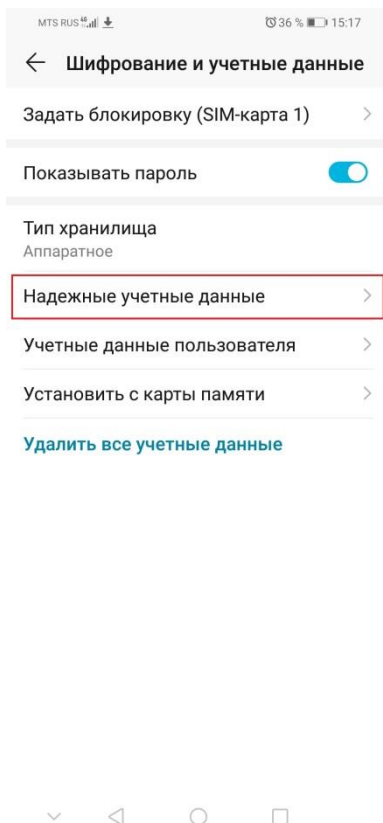 MTS RUS 4G 36 % 15:17
Шифрование и учетные данные
Задать блокировку (SIM-карта 1)
Показывать пароль
Тип хранилища
Аппаратное
Надежные учетные данные
Учетные данные пользователя
Установить с карты памяти
Удалить все учетные данные